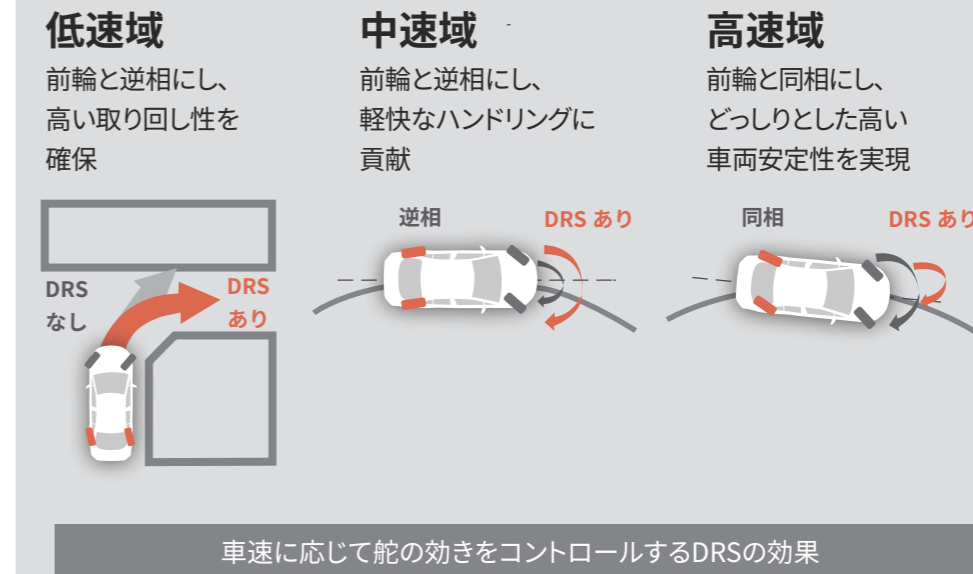 低速域
前輪と逆相にし、
高い取り回し性を
確保
DRS
なし
DRS
あり
中速域
前輪と逆相にし、
軽快なハンドリングに
貢献
逆相
DRS あり
高速域
前輪と同相にし、
どっしりとした高い
車両安定性を実現
同相
DRS あり
車速に応じて舵の効きをコントロールするDRSの効果